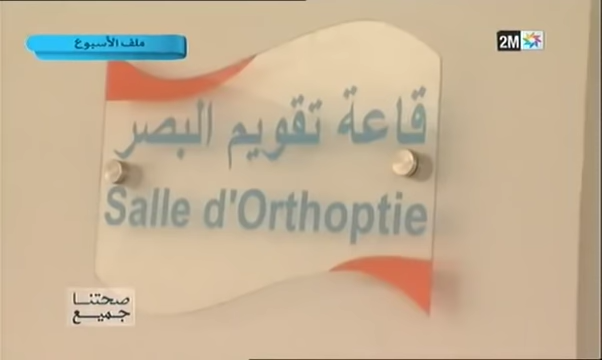 ملف الأسبوع
2M
قاعة تقويم البصر
Salle d'Orthoptie
صحتنا
جميع